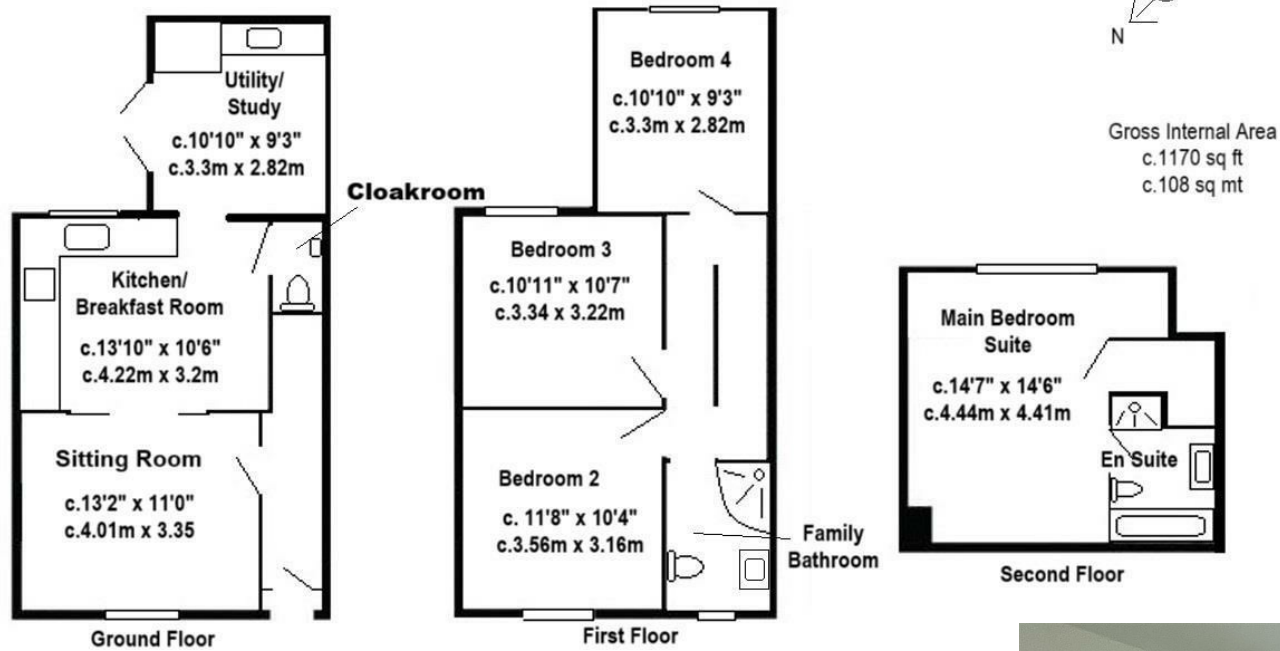 Utility/
Study
c.10'10" x 9'3"
c.3.3m x 2.82m
Cloakroom
Kitchen/
Breakfast Room
c.13'10" x 10'6"
c.4.22m x 3.2m
Sitting Room
c.13'2" x 11'0"
c.4.01m x 3.35
Ground Floor
Bedroom 4
c.10'10" x 9'3"
c.3.3m x 2.82m
Bedroom 3
c.10'11" x 10'7"
c.3.34 x 3.22m
Bedroom 2
c. 11'8" x 10'4"
c.3.56m x 3.16m
Family
Bathroom
First Floor
N
Gross Internal Area
c.1170 sq ft
c.108 sq mt
Main Bedroom
Suite
c.14'7" x 14'6"
c.4.44m x 4.41m
En Suite
Second Floor